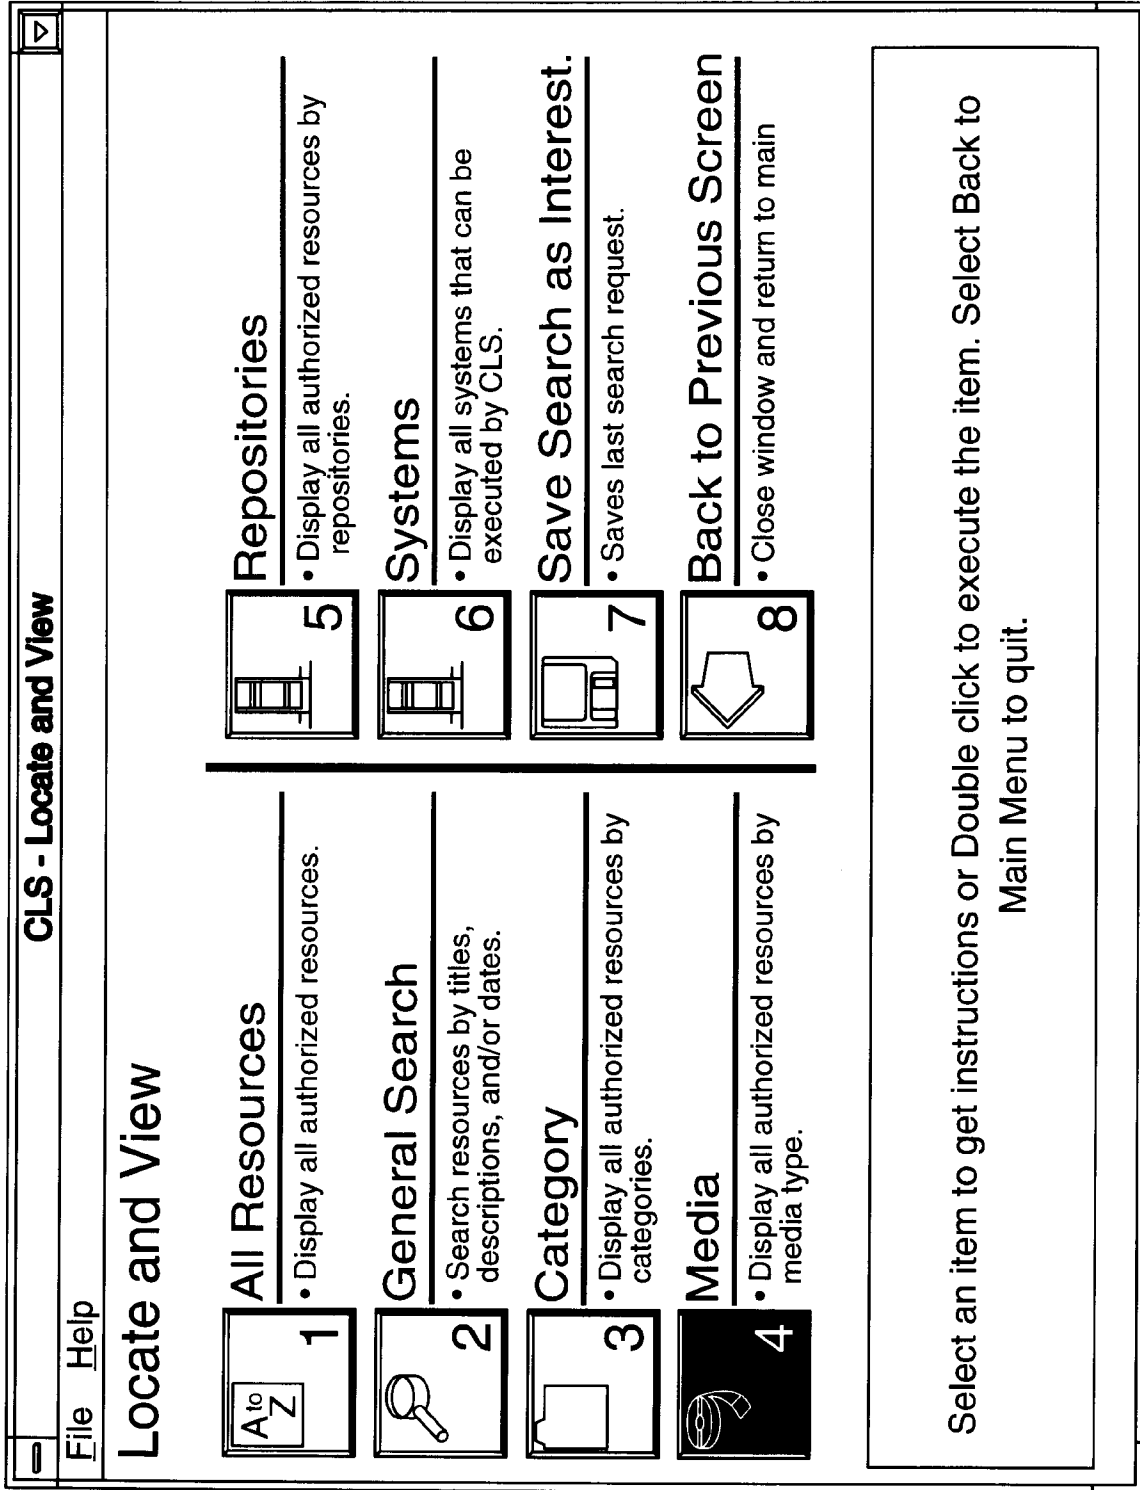 CLS - Locate and View
File Help
Locate and View
A to
Z
1
All Resources
• Display all authorized resources.
2
General Search
• Search resources by titles,
descriptions, and/or dates.
3
Category
• Display all authorized resources by
categories.
4
Media
• Display all authorized resources by
media type.
5
Repositories
• Display all authorized resources by
repositories.
6
Systems
• Display all systems that can be
executed by CLS.
7
Save Search as Interest.
• Saves last search request.
8
Back to Previous Screen
• Close window and return to main
Select an item to get instructions or Double click to execute the item. Select Back to
Main Menu to quit.